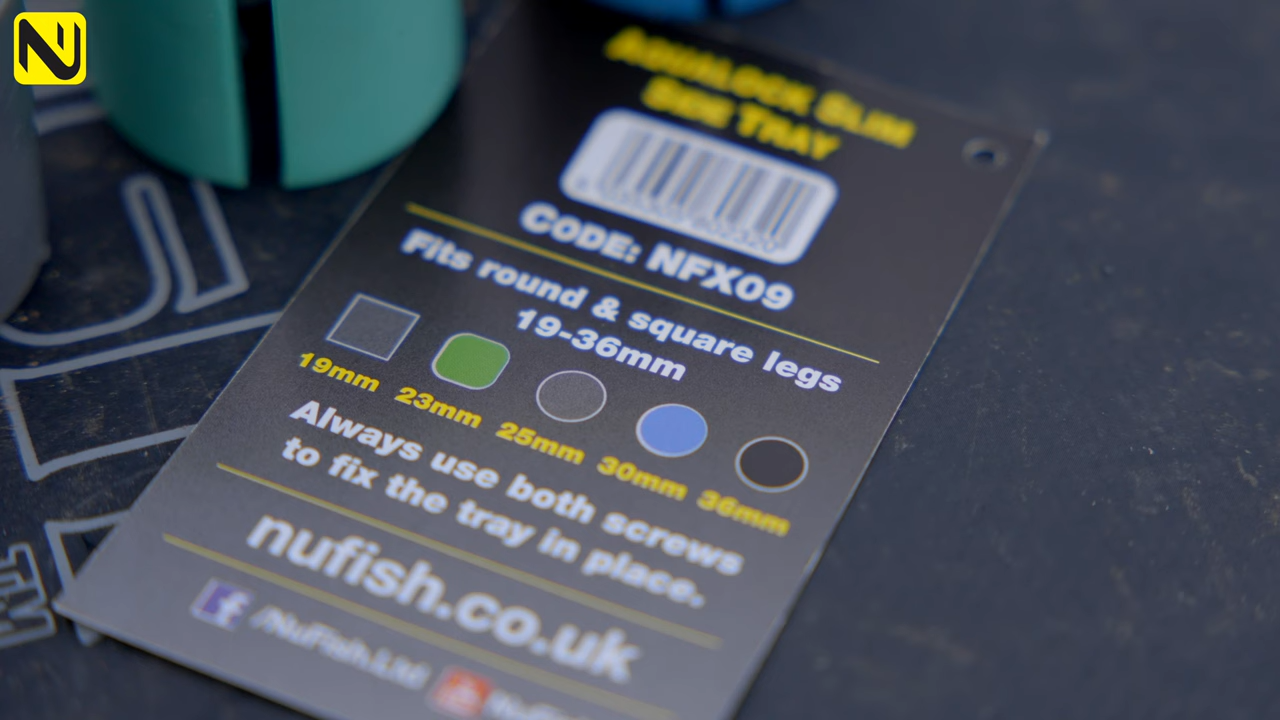 Aqualock Slim
Side Tray
Code: NFX09
Fits round & square legs
19-36mm
19mm 23mm 25mm 30mm 36mm
Always use both screws
to fix the tray in place.
nufish.co.uk
/NuFish.Ltd